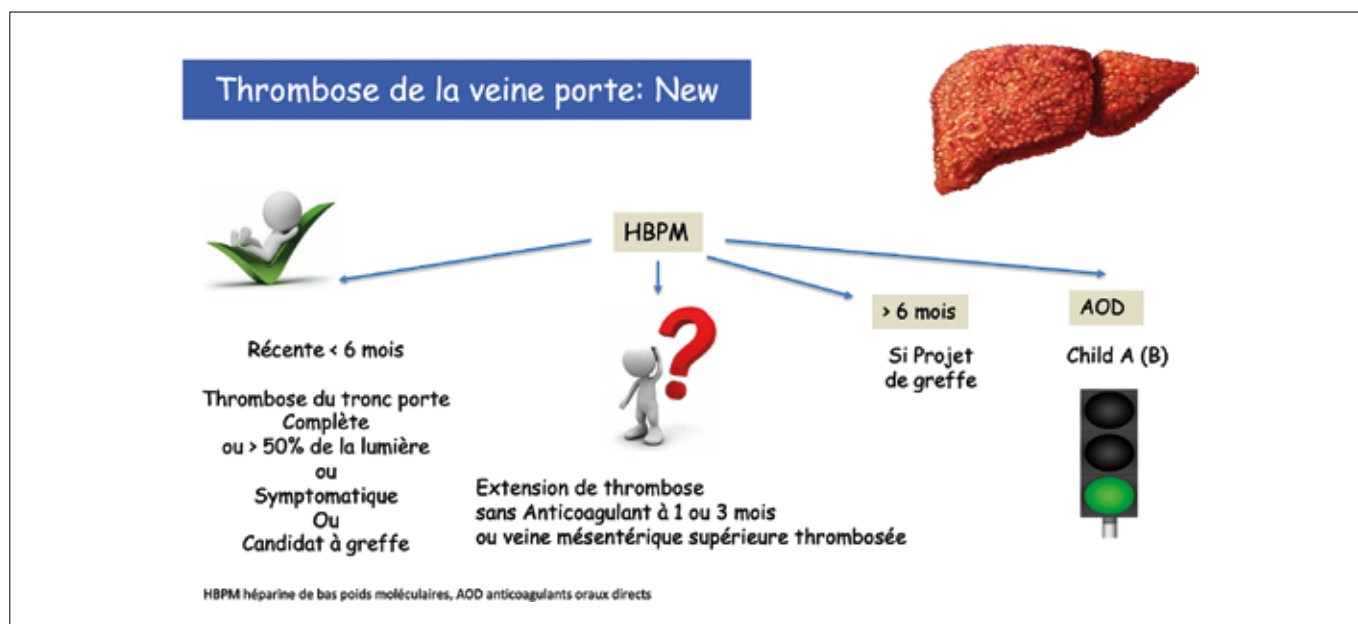 Thrombose de la veine porte: New
HBPM
Récente < 6 mois
Thrombose du tronc porte
Complète
ou > 50% de la lumière
ou
Symptomatique
Ou
Candidat à greffe
Extension de thrombose
sans Anticoagulant à 1 ou 3 mois
ou veine mésentérique supérieure thrombosée
> 6 mois
Si Projet
de greffe
AOD
Child A (B)
HBPM héparine de bas poids moléculaires, AOD anticoagulants oraux directs